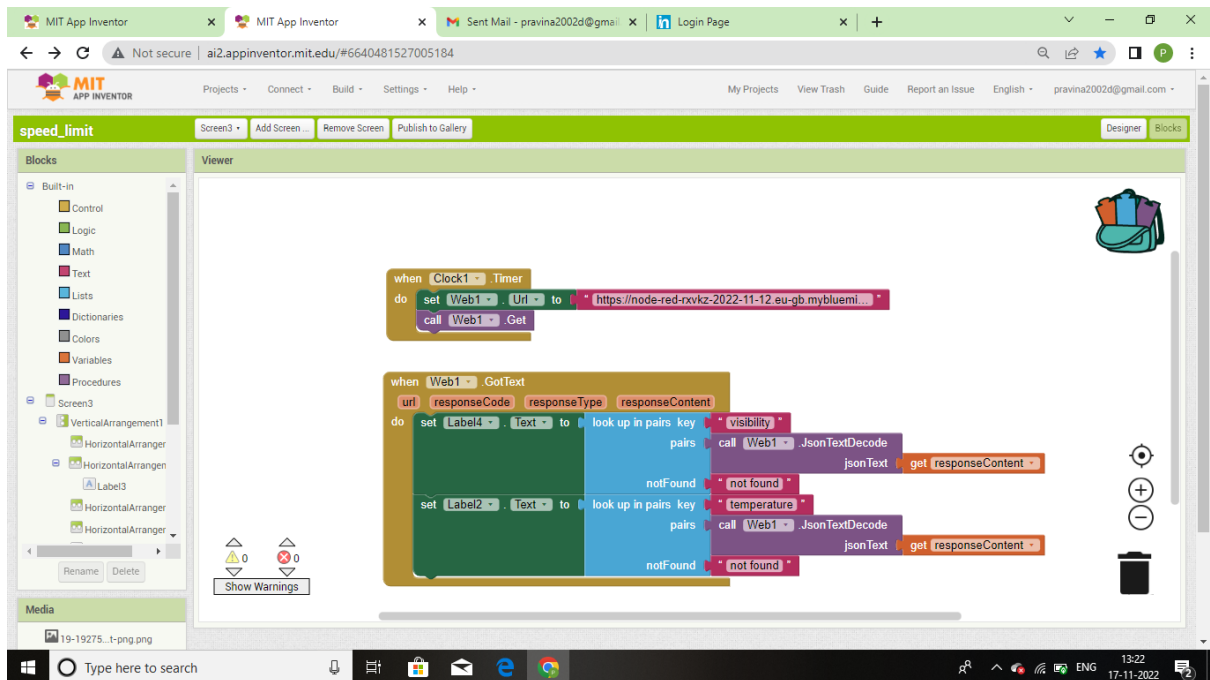 MIT App Inventor
MIT App Inventor
Sent Mail - pravina2002d@gmail
in Login Page
Not secure ai2.appinventor.mit.edu/#6640481527005184
P
MIT
APP INVENTOR
Projects Connect Build Settings Help My Projects View Trash Guide Report an Issue English pravina2002d@gmail.com
speed_limit Screen3 Add Screen ... Remove Screen Publish to Gallery Designer Blocks
Blocks
Viewer
Built-in
Control
Logic
Math
Text
Lists
Dictionaries
Colors
Variables
Procedures
Screen3
VerticalArrangement1
HorizontalArranger
HorizontalArrangen
Label3
HorizontalArranger
HorizontalArranger
Rename Delete
Media
19-19275...t-png.png
when Clock1 .Timer
do set Web1 . Url to " https://node-red-rxvkz-2022-11-12.eu-gb.mybluemi... "
call Web1 .Get
when Web1 .GotText
url responseCode responseType responseContent
do set Label4 . Text to look up in pairs key " visibility "
pairs call Web1 .JsonTextDecode
jsonText get responseContent
notFound " not found "
set Label2 . Text to look up in pairs key " temperature "
pairs call Web1 .JsonTextDecode
jsonText get responseContent
notFound " not found "
0 0
Show Warnings
Type here to search
ENG
13:22
17-11-2022
2